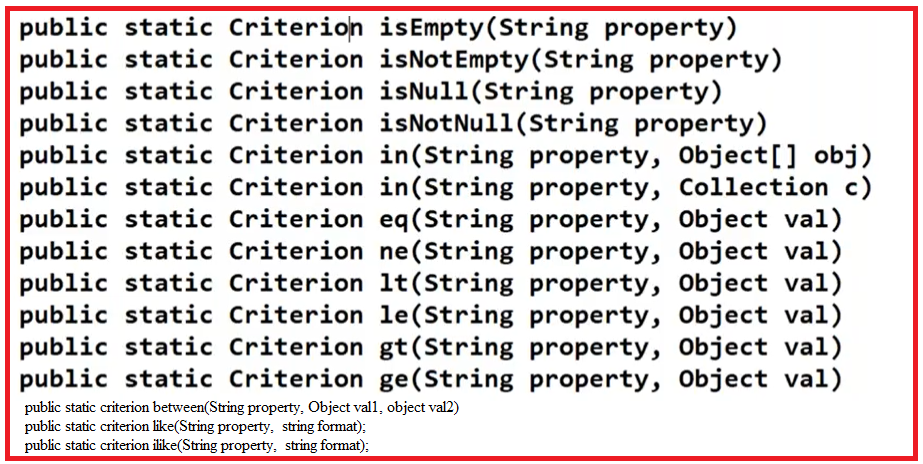 public static Criterion isEmpty(String property)
public static Criterion isNotEmpty(String property)
public static Criterion isNull(String property)
public static Criterion isNotNull(String property)
public static Criterion in(String property, Object[] obj)
public static Criterion in(String property, Collection c)
public static Criterion eq(String property, Object val)
public static Criterion ne(String property, Object val)
public static Criterion lt(String property, Object val)
public static Criterion le(String property, Object val)
public static Criterion gt(String property, Object val)
public static Criterion ge(String property, Object val)
public static criterion between(String property, Object val1, object val2)
public static criterion like(String property,  string format);
public static criterion ilike(String property,  string format);